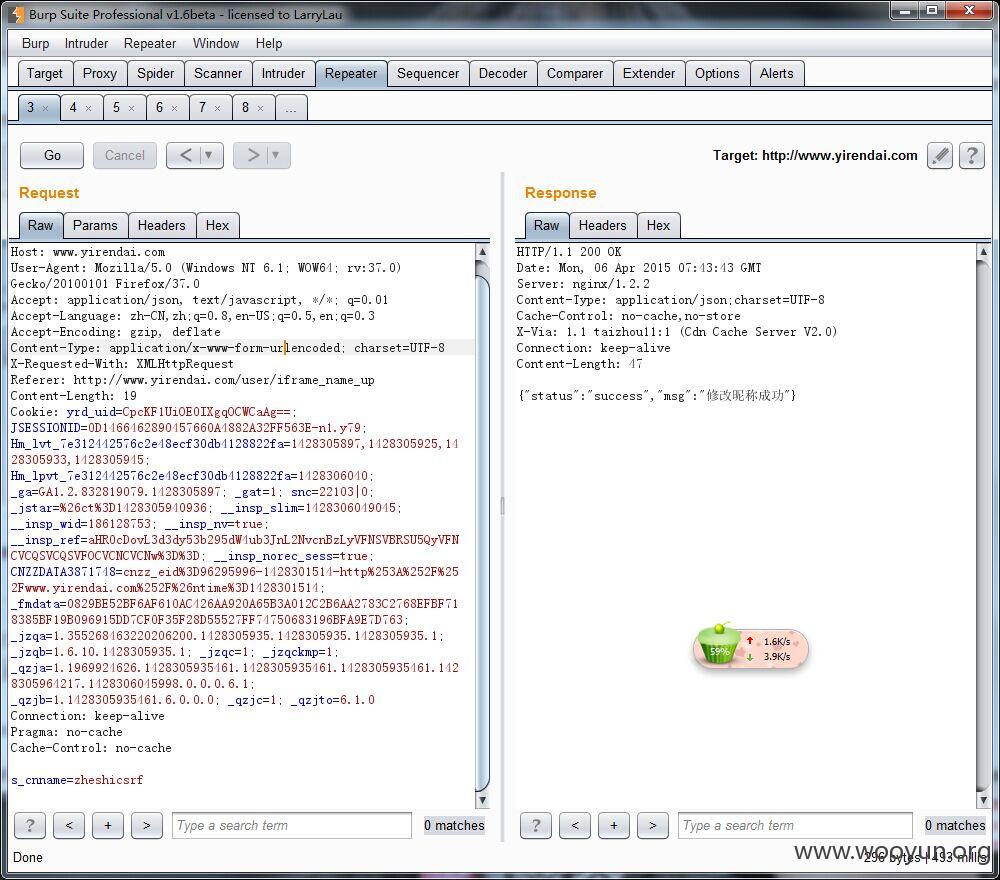 Burp Suite Professional v1.6beta - licensed to LarryLau
Burp Intruder Repeater Window Help
Target Proxy Spider Scanner Intruder Repeater Sequencer Decoder Comparer Extender Options Alerts
3 × 4 × 5 × 6 × 7 × 8 × ...
Go Cancel < | ▼ > | ▼ Target: http://www.yirendai.com ?
Request
Raw Params Headers Hex
Host: www.yirendai.com
User-Agent: Mozilla/5.0 (Windows NT 6.1; WOW64; rv:37.0)
Gecko/20100101 Firefox/37.0
Accept: application/json, text/javascript, */*; q=0.01
Accept-Language: zh-CN,zh;q=0.8,en-US;q=0.5,en;q=0.3
Accept-Encoding: gzip, deflate
Content-Type: application/x-www-form-urlencoded; charset=UTF-8
X-Requested-With: XMLHttpRequest
Referer: http://www.yirendai.com/user/iframe_name_up
Content-Length: 19
Cookie: yrd_uid=CpcKF1UiOE0IXgqOCWCaAg==;
JSESSIONID=0D1466462890457660A4882A32FF563E-n1.y79;
Hm_lvt_7e312442576c2e48ecf30db4128822fa=1428305897,1428305925,14
28305933,1428305945;
Hm_lpvt_7e312442576c2e48ecf30db4128822fa=1428306040;
_ga=GA1.2.832819079.1428305897; _gat=1; snc=22103|0;
_jstar=%26ct%3D1428305940936; __insp_slim=1428306049045;
__insp_wid=186128753; __insp_nv=true;
__insp_ref=aHR0cDovL3d3dy53b295dW4ub3JnL2NvcnBzLyVFNSVBRSU5QyVFN
CVCQSVCQSVFOCVCNCVCNw%3D%3D; __insp_norec_sess=true;
CNZZDATA3871748=cnzz_eid%3D96295996-1428301514-http%253A%252F%25
2Fwww.yirendai.com%252F%26ntime%3D1428301514;
_fmdata=0829BE52BF6AF610AC426AA920A65B3A012C2B6AA2783C2768EFBF71
8385BF19B096915DD7CF0F35F28D55527FF74750683196BFA9E7D763;
_jzqa=1.355268463220206200.1428305935.1428305935.1428305935.1;
_jzqb=1.6.10.1428305935.1; _jzqc=1; _jzqckmp=1;
_qzja=1.1969924626.1428305935461.1428305935461.1428305935461.142
8305964217.1428306045998.0.0.0.6.1;
_qzjb=1.1428305935461.6.0.0.0; _qzjc=1; _qzjto=6.1.0
Connection: keep-alive
Pragma: no-cache
Cache-Control: no-cache
s_cnname=zheshicsrf
? < + > Type a search term 0 matches
Response
Raw Headers Hex
HTTP/1.1 200 OK
Date: Mon, 06 Apr 2015 07:43:43 GMT
Server: nginx/1.2.2
Content-Type: application/json;charset=UTF-8
Cache-Control: no-cache,no-store
X-Via: 1.1 taizhou11:1 (Cdn Cache Server V2.0)
Connection: keep-alive
Content-Length: 47
{"status":"success","msg":"修改昵称成功"}
59% 1.6K/s
3.9K/s
? < + > Type a search term 0 matches
Done
296 bytes | 493 millis
www.wooyun.org